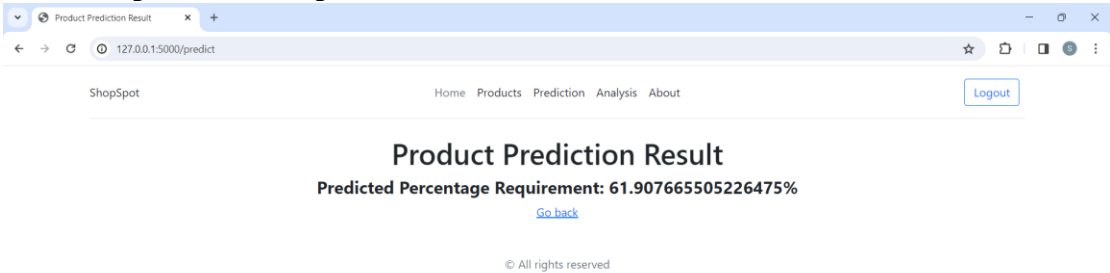 Product Prediction Result
127.0.0.1:5000/predict
S
ShopSpot Home Products Prediction Analysis About Logout
Product Prediction Result
Predicted Percentage Requirement: 61.907665505226475%
Go back
© All rights reserved